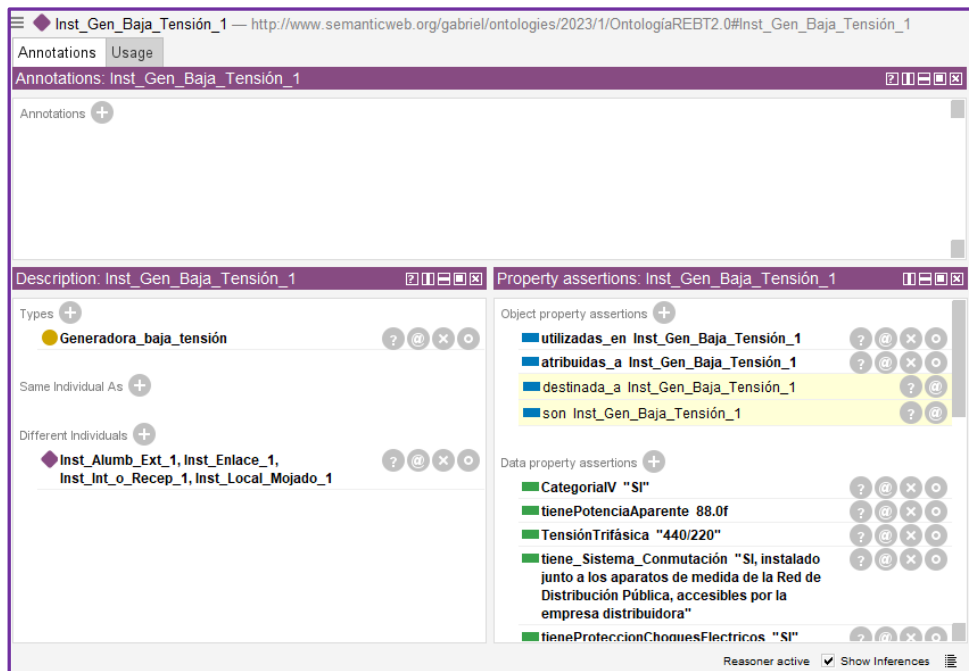 Inst_Gen_Baja_Tensión_1 — http://www.semanticweb.org/gabriel/ontologies/2023/1/OntologíaREBT2.0#Inst_Gen_Baja_Tensión_1
Annotations Usage
Annotations: Inst_Gen_Baja_Tensión_1
Annotations
Description: Inst_Gen_Baja_Tensión_1
Types
Generadora_baja_tensión
Same Individual As
Different Individuals
Inst_Alumb_Ext_1, Inst_Enlace_1,
Inst_Int_o_Recep_1, Inst_Local_Mojado_1
Property assertions: Inst_Gen_Baja_Tensión_1
Object property assertions
utilizadas_en Inst_Gen_Baja_Tensión_1
atribuidas_a Inst_Gen_Baja_Tensión_1
destinada_a Inst_Gen_Baja_Tensión_1
son Inst_Gen_Baja_Tensión_1
Data property assertions
CategoriaIV "SI"
tienePotenciaAparente 88.0f
TensiónTrifásica "440/220"
tiene_Sistema_Conmutación "SI, instalado
junto a los aparatos de medida de la Red de
Distribución Pública, accesibles por la
empresa distribuidora"
tieneProteccionChoquesElectricos "SI"
Reasoner active Show Inferences